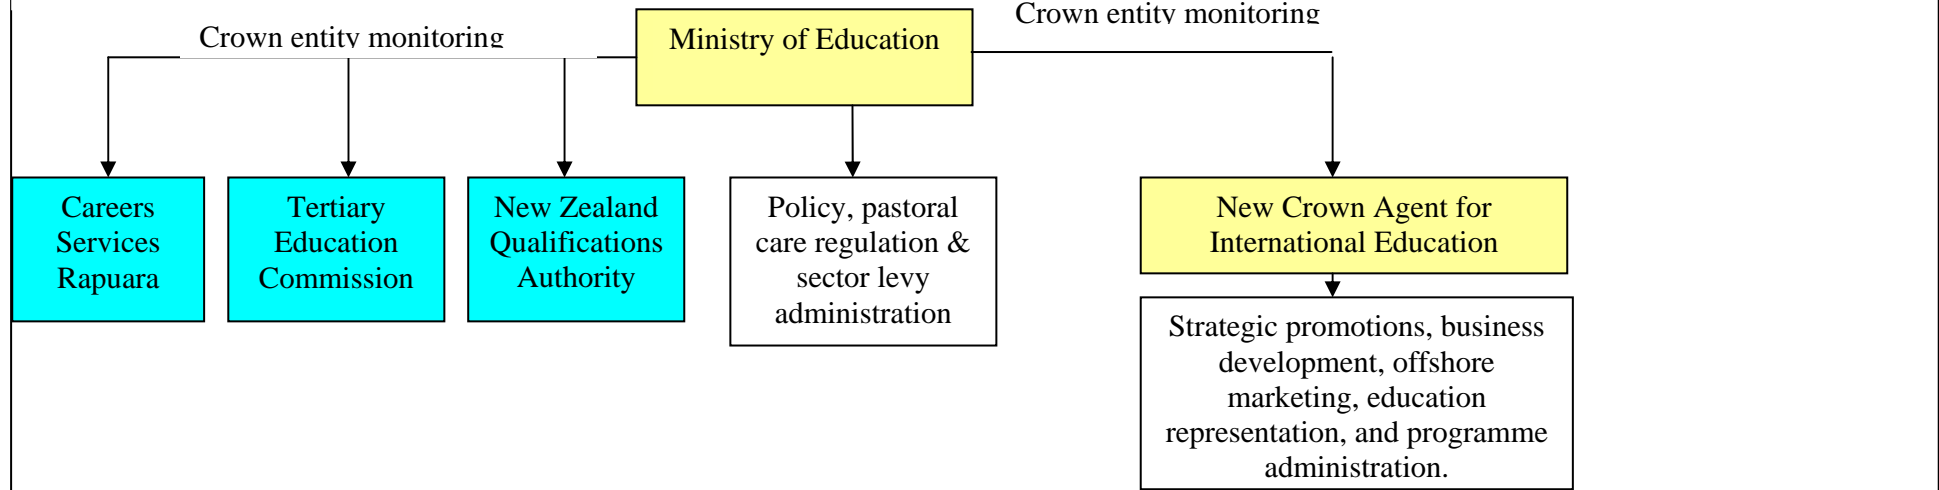 Crown entity monitoring
Ministry of Education
Crown entity monitoring
Careers
Services
Rapuara
Tertiary
Education
Commission
New Zealand
Qualifications
Authority
Policy, pastoral
care regulation &
sector levy
administration
New Crown Agent for
International Education
Strategic promotions, business
development, offshore
marketing, education
representation, and programme
administration.